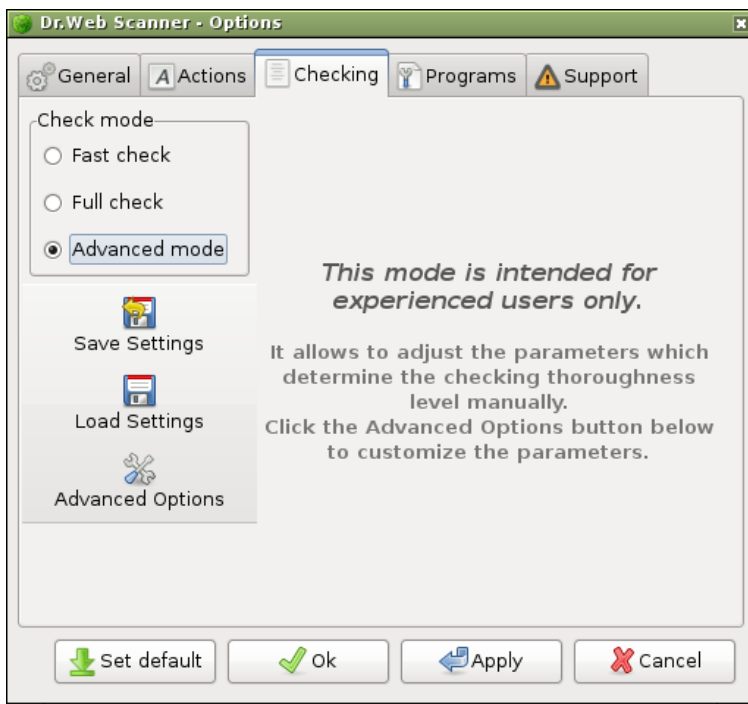 Dr.Web Scanner - Options
General
Actions
Checking
Programs
Support
Check mode
Fast check
Full check
Advanced mode
Save Settings
Load Settings
Advanced Options
This mode is intended for
experienced users only.
It allows to adjust the parameters which
determine the checking thoroughness
level manually.
Click the Advanced Options button below
to customize the parameters.
Set default
Ok
Apply
Cancel